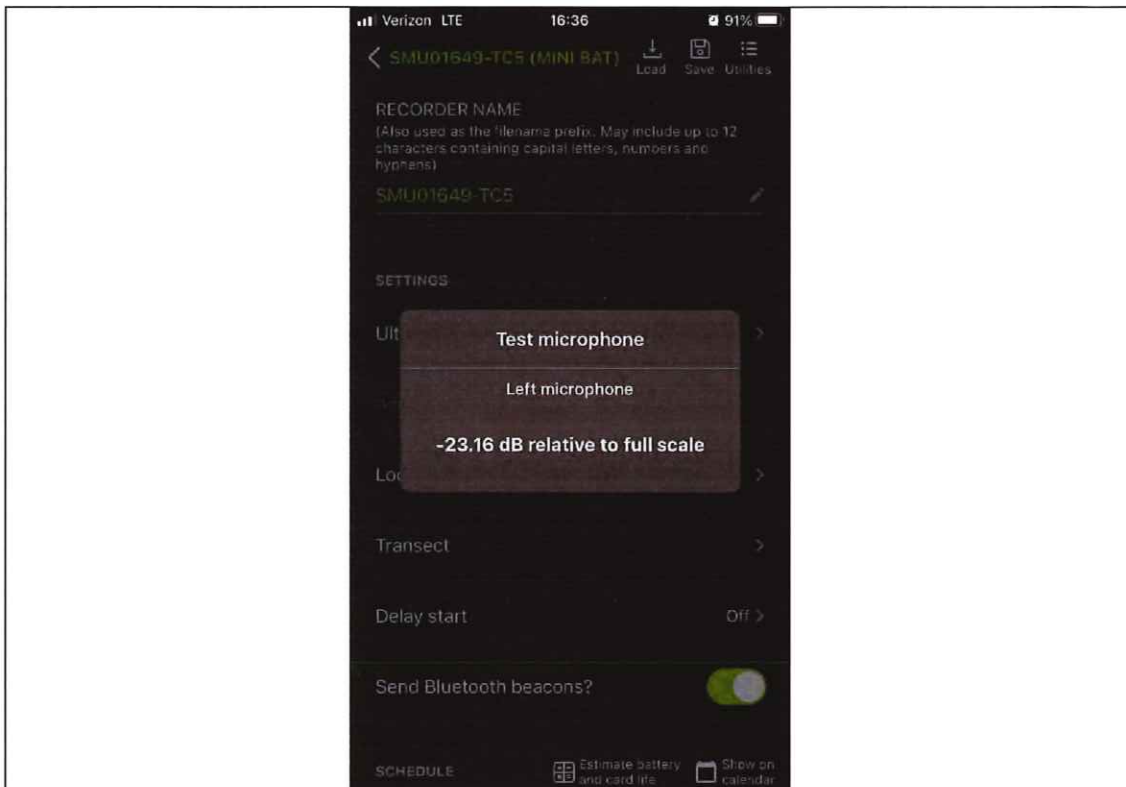 Verizon LTE 16:36 91%
SMU01649-TC5 (MINI BAT) Load Save Utilities
RECORDER NAME
(Also used as the filename prefix. May include up to 12
characters containing capital letters, numbers and
hyphens)
SMU01649-TC5
SETTINGS
Ult
Test microphone
Left microphone
-23.16 dB relative to full scale
Loc
Transect
Delay start Off
Send Bluetooth beacons?
SCHEDULE Estimate battery and card life Show on calendar